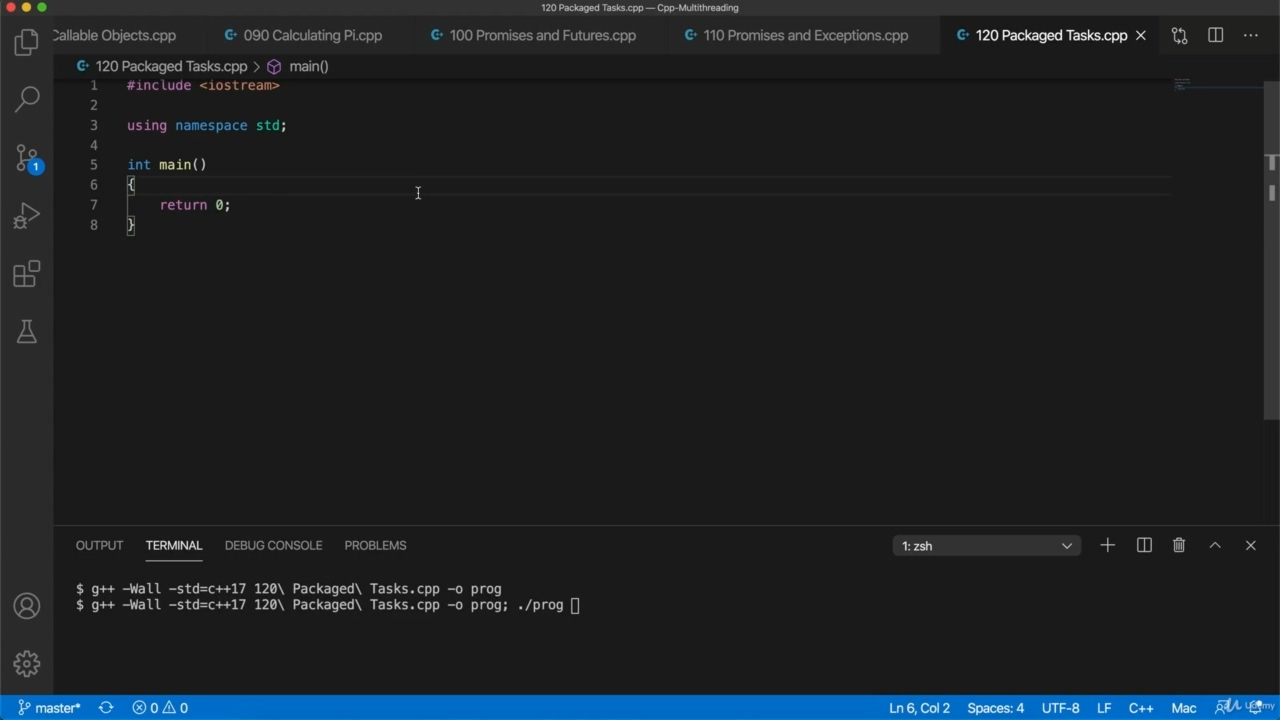 120 Packaged Tasks.cpp — Cpp-Multithreading
Callable Objects.cpp
090 Calculating Pi.cpp
100 Promises and Futures.cpp
110 Promises and Exceptions.cpp
120 Packaged Tasks.cpp
120 Packaged Tasks.cpp > main()
1 #include <iostream>
2
3 using namespace std;
4
5 int main()
6 {
7 return 0;
8 }
1
OUTPUT TERMINAL DEBUG CONSOLE PROBLEMS 1: zsh
$ g++ -Wall -std=c++17 120\ Packaged\ Tasks.cpp -o prog
$ g++ -Wall -std=c++17 120\ Packaged\ Tasks.cpp -o prog; ./prog
master* 0 0 Ln 6, Col 2 Spaces: 4 UTF-8 LF C++ Mac Udemy